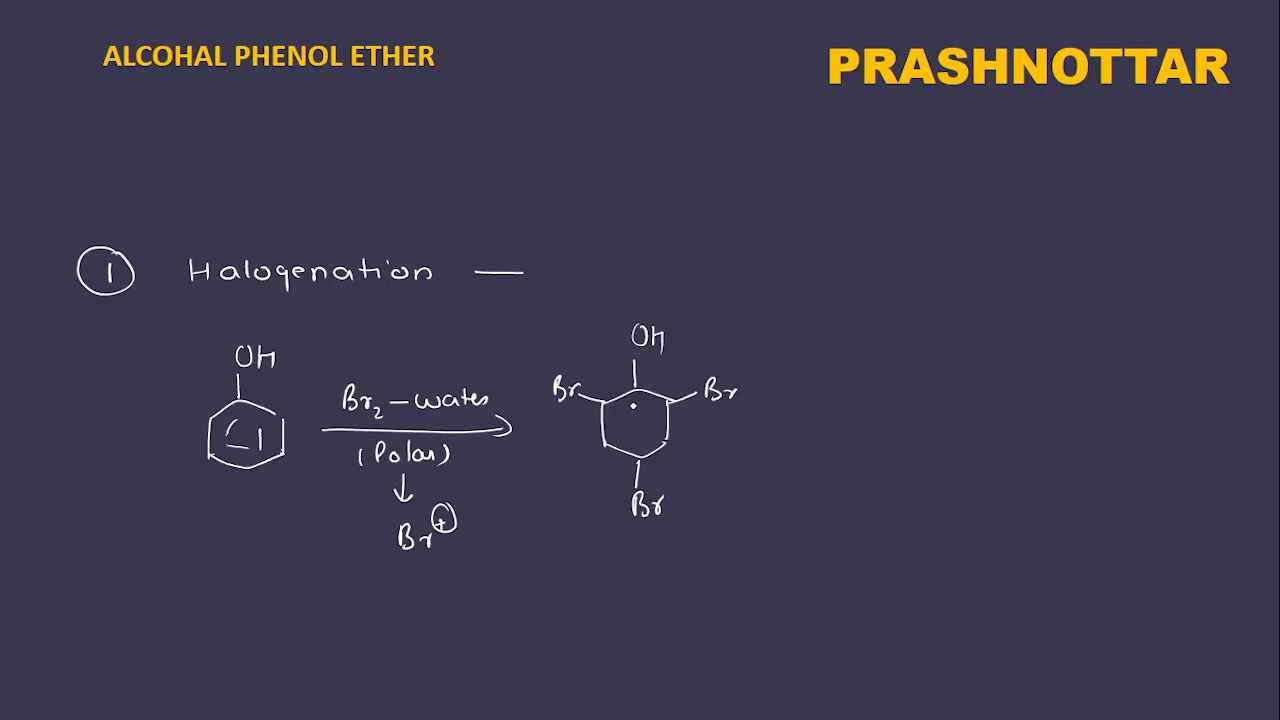 ALCOHAL PHENOL ETHER
PRASHNOTTAR
1 Halogenation —
OH
Br₂ – water
(Polar)
↓
Br⊕
OH
Br Br
Br